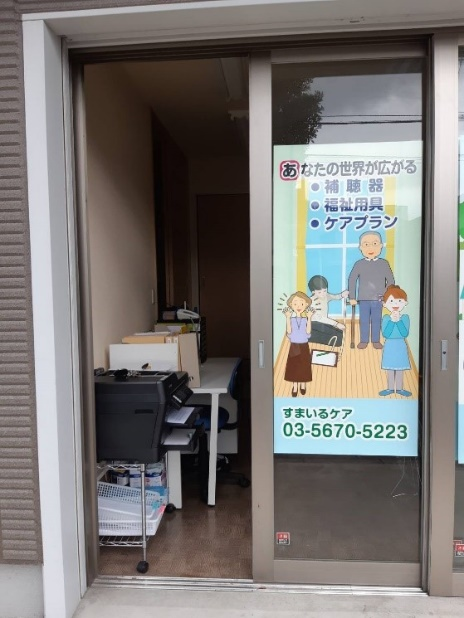 あなたの世界が広がる
● 補聴器
● 福祉用具
● ケアプラン
すまいるケア
03-5670-5223